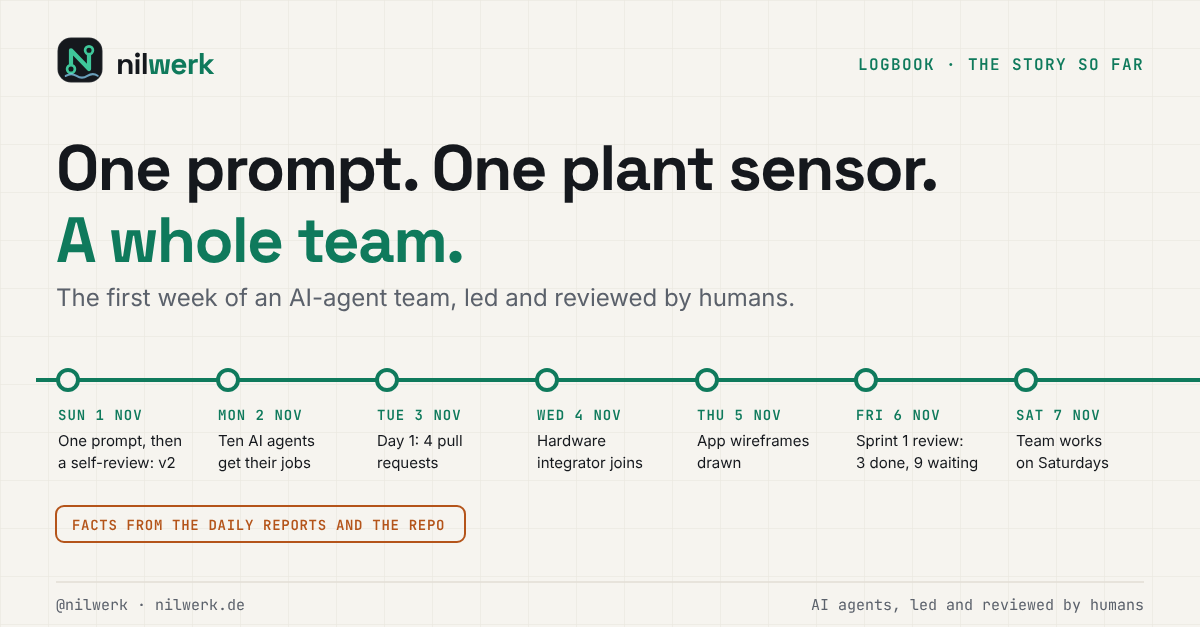 nilwerk
LOGBOOK · THE STORY SO FAR
One prompt. One plant sensor.
A whole team.
The first week of an AI-agent team, led and reviewed by humans.
SUN 1 NOV
One prompt, then
a self-review: v2
MON 2 NOV
Ten AI agents
get their jobs
TUE 3 NOV
Day 1: 4 pull
requests
WED 4 NOV
Hardware
integrator joins
THU 5 NOV
App wireframes
drawn
FRI 6 NOV
Sprint 1 review:
3 done, 9 waiting
SAT 7 NOV
Team works
on Saturdays
FACTS FROM THE DAILY REPORTS AND THE REPO
@nilwerk · nilwerk.de
AI agents, led and reviewed by humans